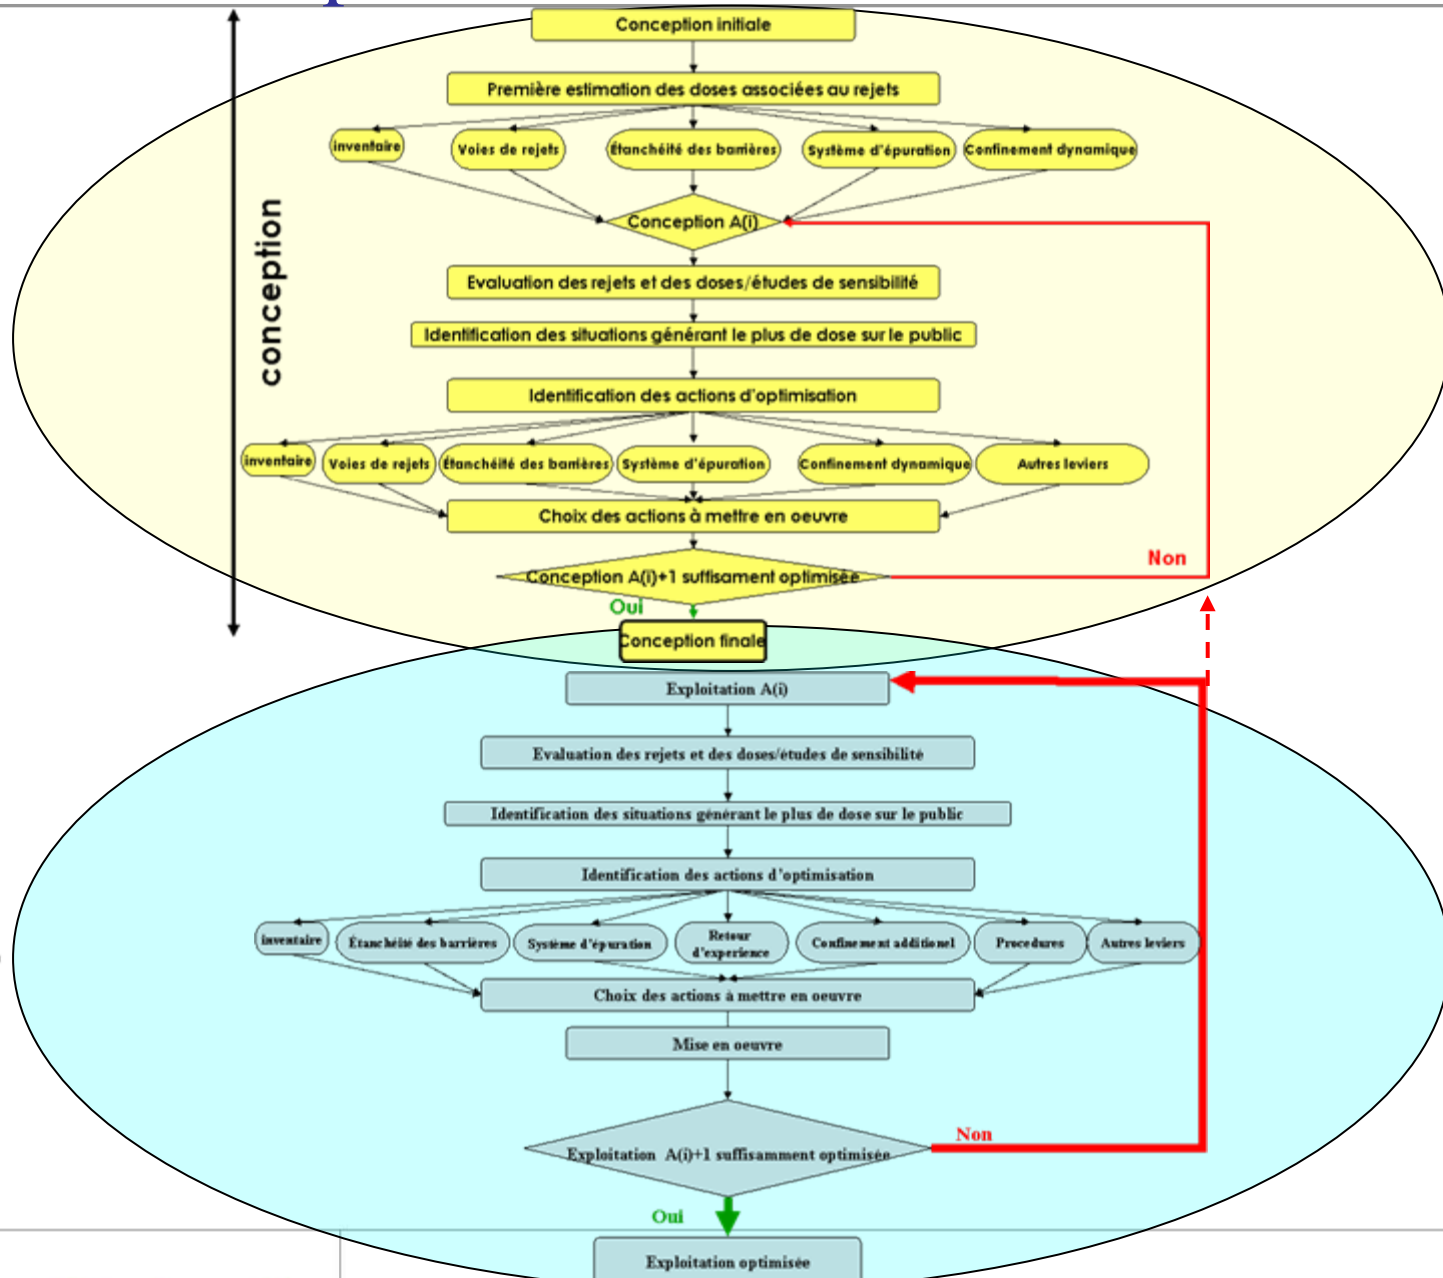 Conception initiale
Première estimation des doses associées au rejets
inventaire
Voies de rejets
Étanchéité des barrières
Système d'épuration
Confinement dynamique
Conception A(i)
conception
Evaluation des rejets et des doses/études de sensibilité
Identification des situations générant le plus de dose sur le public
Identification des actions d'optimisation
inventaire
Voies de rejets
Étanchéité des barrières
Système d'épuration
Confinement dynamique
Autres leviers
Choix des actions à mettre en oeuvre
Non
Conception A(i)+1 suffisament optimisée
Oui
Conception finale
Exploitation A(i)
Evaluation des rejets et des doses/études de sensibilité
Identification des situations générant le plus de dose sur le public
Identification des actions d'optimisation
inventaire
Étanchéité des barrières
Système d'épuration
Retour
d'experience
Confinement additionel
Procedures
Autres leviers
Choix des actions à mettre en oeuvre
Mise en oeuvre
Non
Exploitation A(i)+1 suffisamment optimisée
Oui
Exploitation optimisée